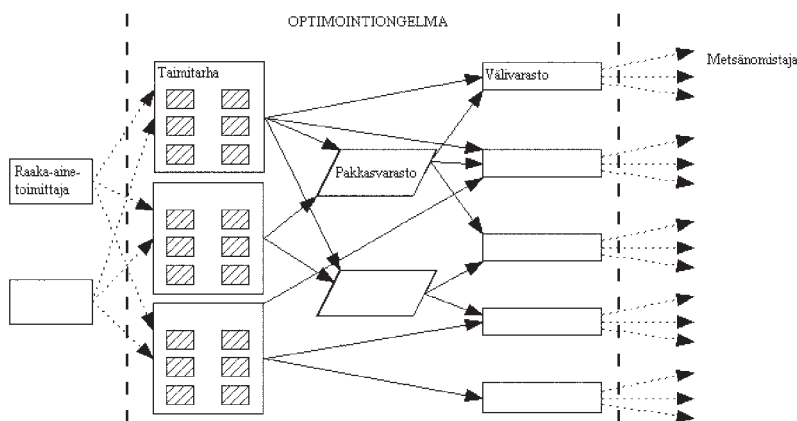 OPTIMOINTIONGELMA
Taimitarha
Välivarasto
Metsänomistaja
Raaka-aine-
toimittaja
Pakkasvarasto